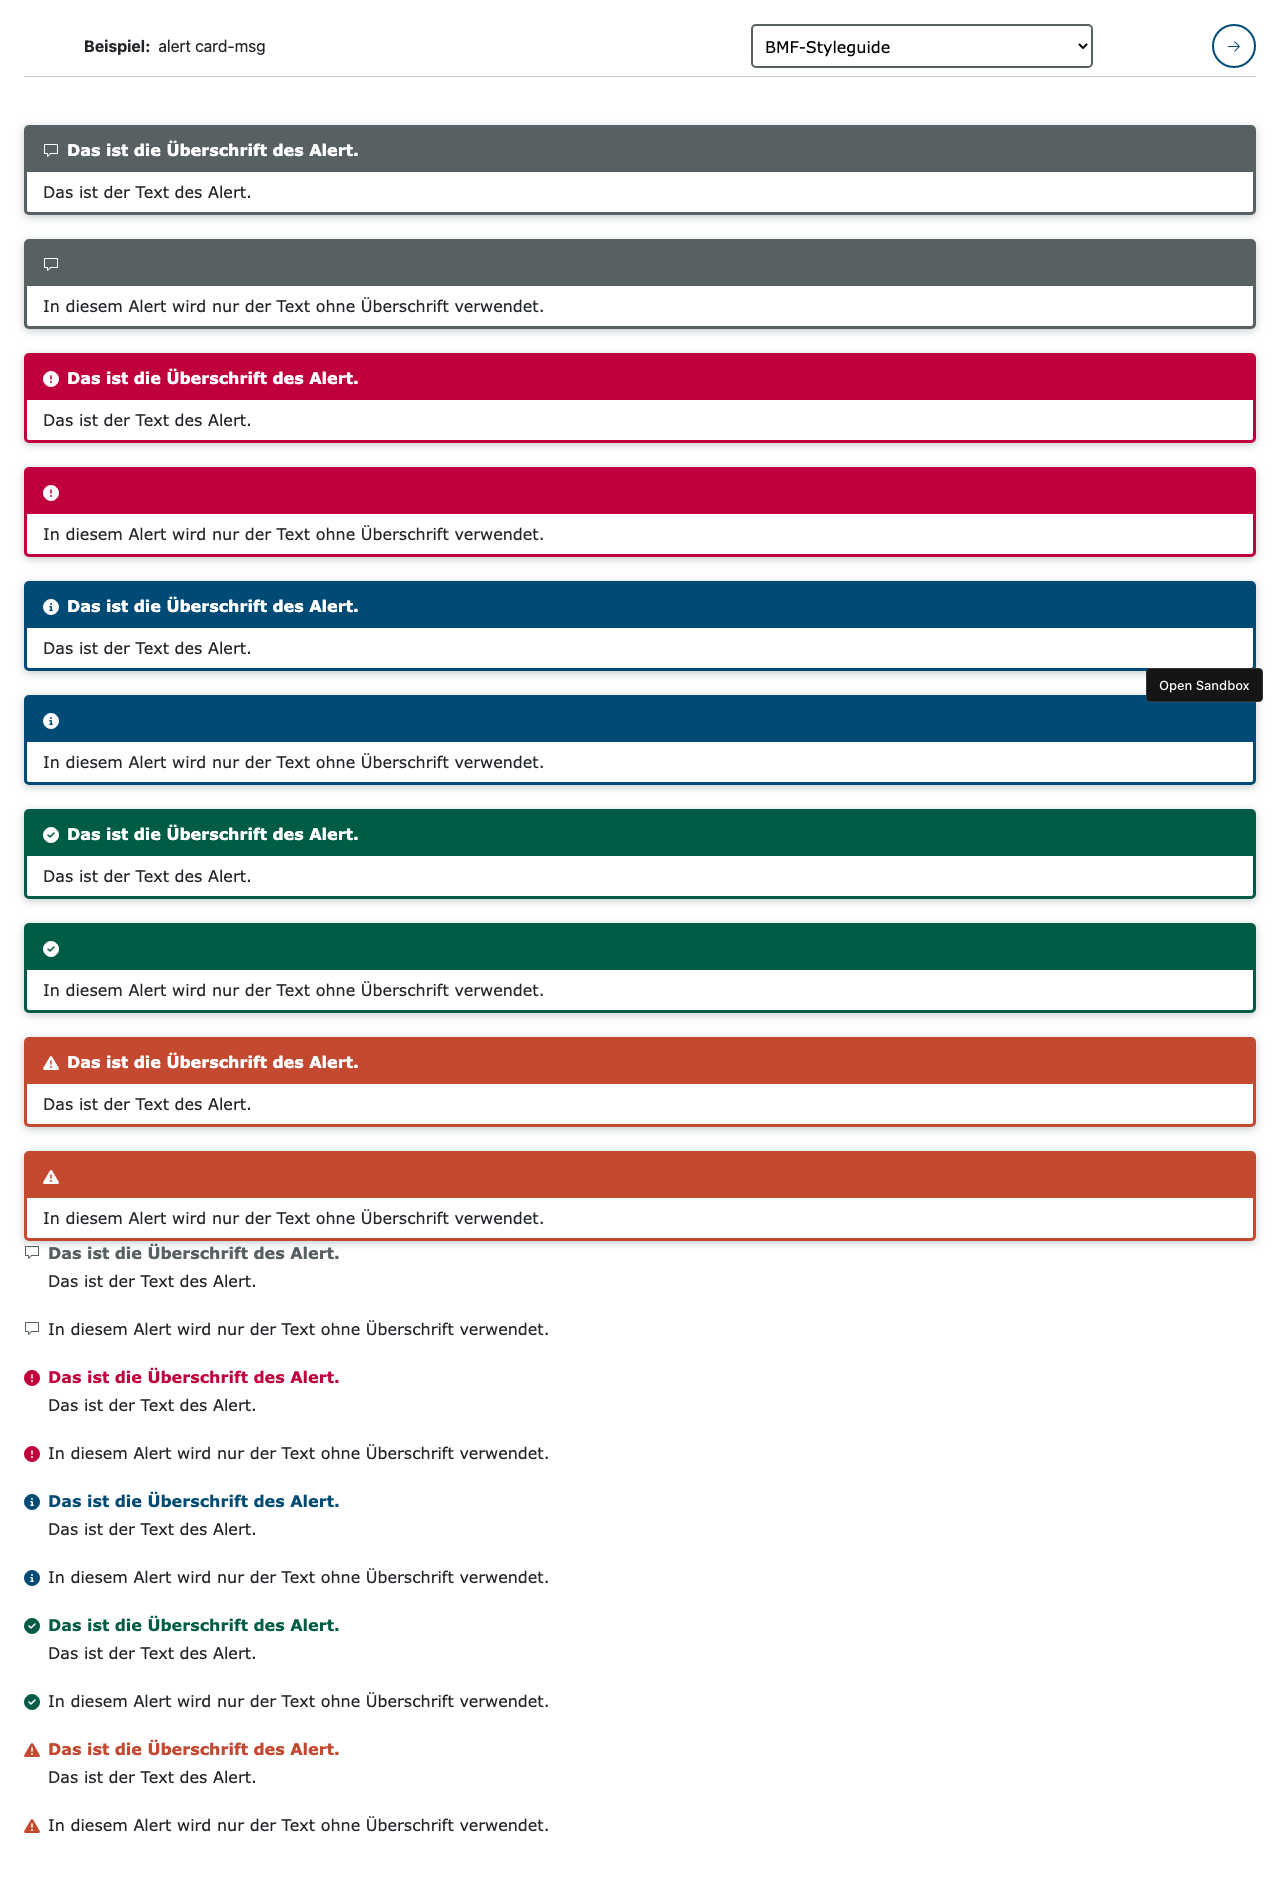 Beispiel: alert card-msg
BMF-Styleguide
Das ist die Überschrift des Alert.
Das ist der Text des Alert.
In diesem Alert wird nur der Text ohne Überschrift verwendet.
Das ist die Überschrift des Alert.
Das ist der Text des Alert.
In diesem Alert wird nur der Text ohne Überschrift verwendet.
Das ist die Überschrift des Alert.
Das ist der Text des Alert.
Open Sandbox
In diesem Alert wird nur der Text ohne Überschrift verwendet.
Das ist die Überschrift des Alert.
Das ist der Text des Alert.
In diesem Alert wird nur der Text ohne Überschrift verwendet.
Das ist die Überschrift des Alert.
Das ist der Text des Alert.
In diesem Alert wird nur der Text ohne Überschrift verwendet.
Das ist die Überschrift des Alert.
Das ist der Text des Alert.
In diesem Alert wird nur der Text ohne Überschrift verwendet.
Das ist die Überschrift des Alert.
Das ist der Text des Alert.
In diesem Alert wird nur der Text ohne Überschrift verwendet.
Das ist die Überschrift des Alert.
Das ist der Text des Alert.
In diesem Alert wird nur der Text ohne Überschrift verwendet.
Das ist die Überschrift des Alert.
Das ist der Text des Alert.
In diesem Alert wird nur der Text ohne Überschrift verwendet.
Das ist die Überschrift des Alert.
Das ist der Text des Alert.
In diesem Alert wird nur der Text ohne Überschrift verwendet.